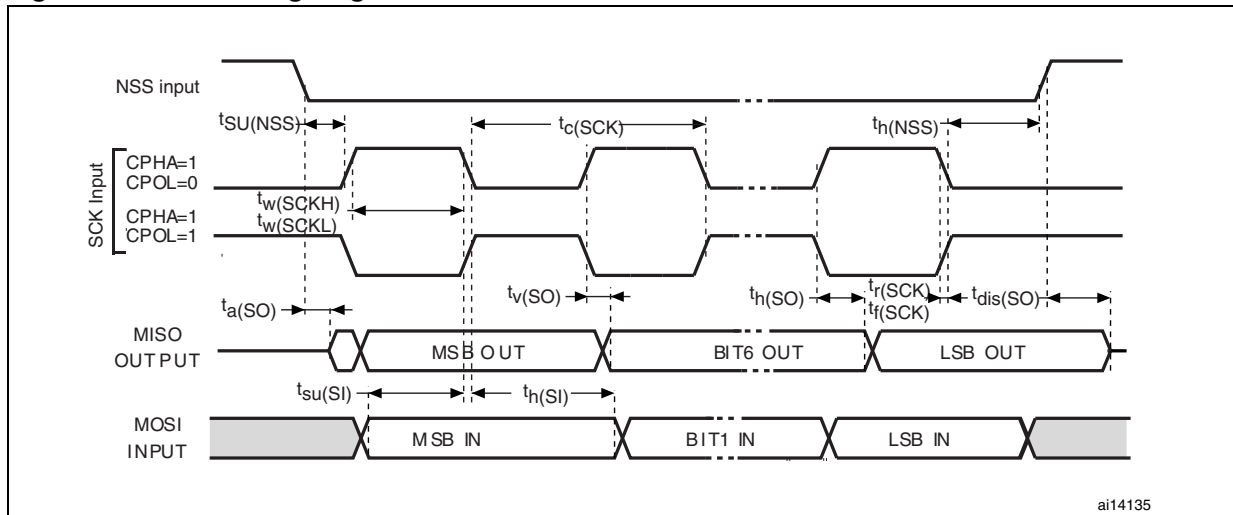 NSS input
tSU(NSS)
tc(SCK)
th(NSS)
SCK Input
CPHA=1
CPOL=0
tw(SCKH)
tw(SCKL)
CPHA=1
CPOL=1
ta(SO)
tv(SO)
th(SO)
tr(SCK)
tf(SCK)
tdis(SO)
MISO
OUTPUT
MSB OUT
BIT6 OUT
LSB OUT
tsu(SI)
th(SI)
MOSI
INPUT
MSB IN
BIT1 IN
LSB IN
ai14135